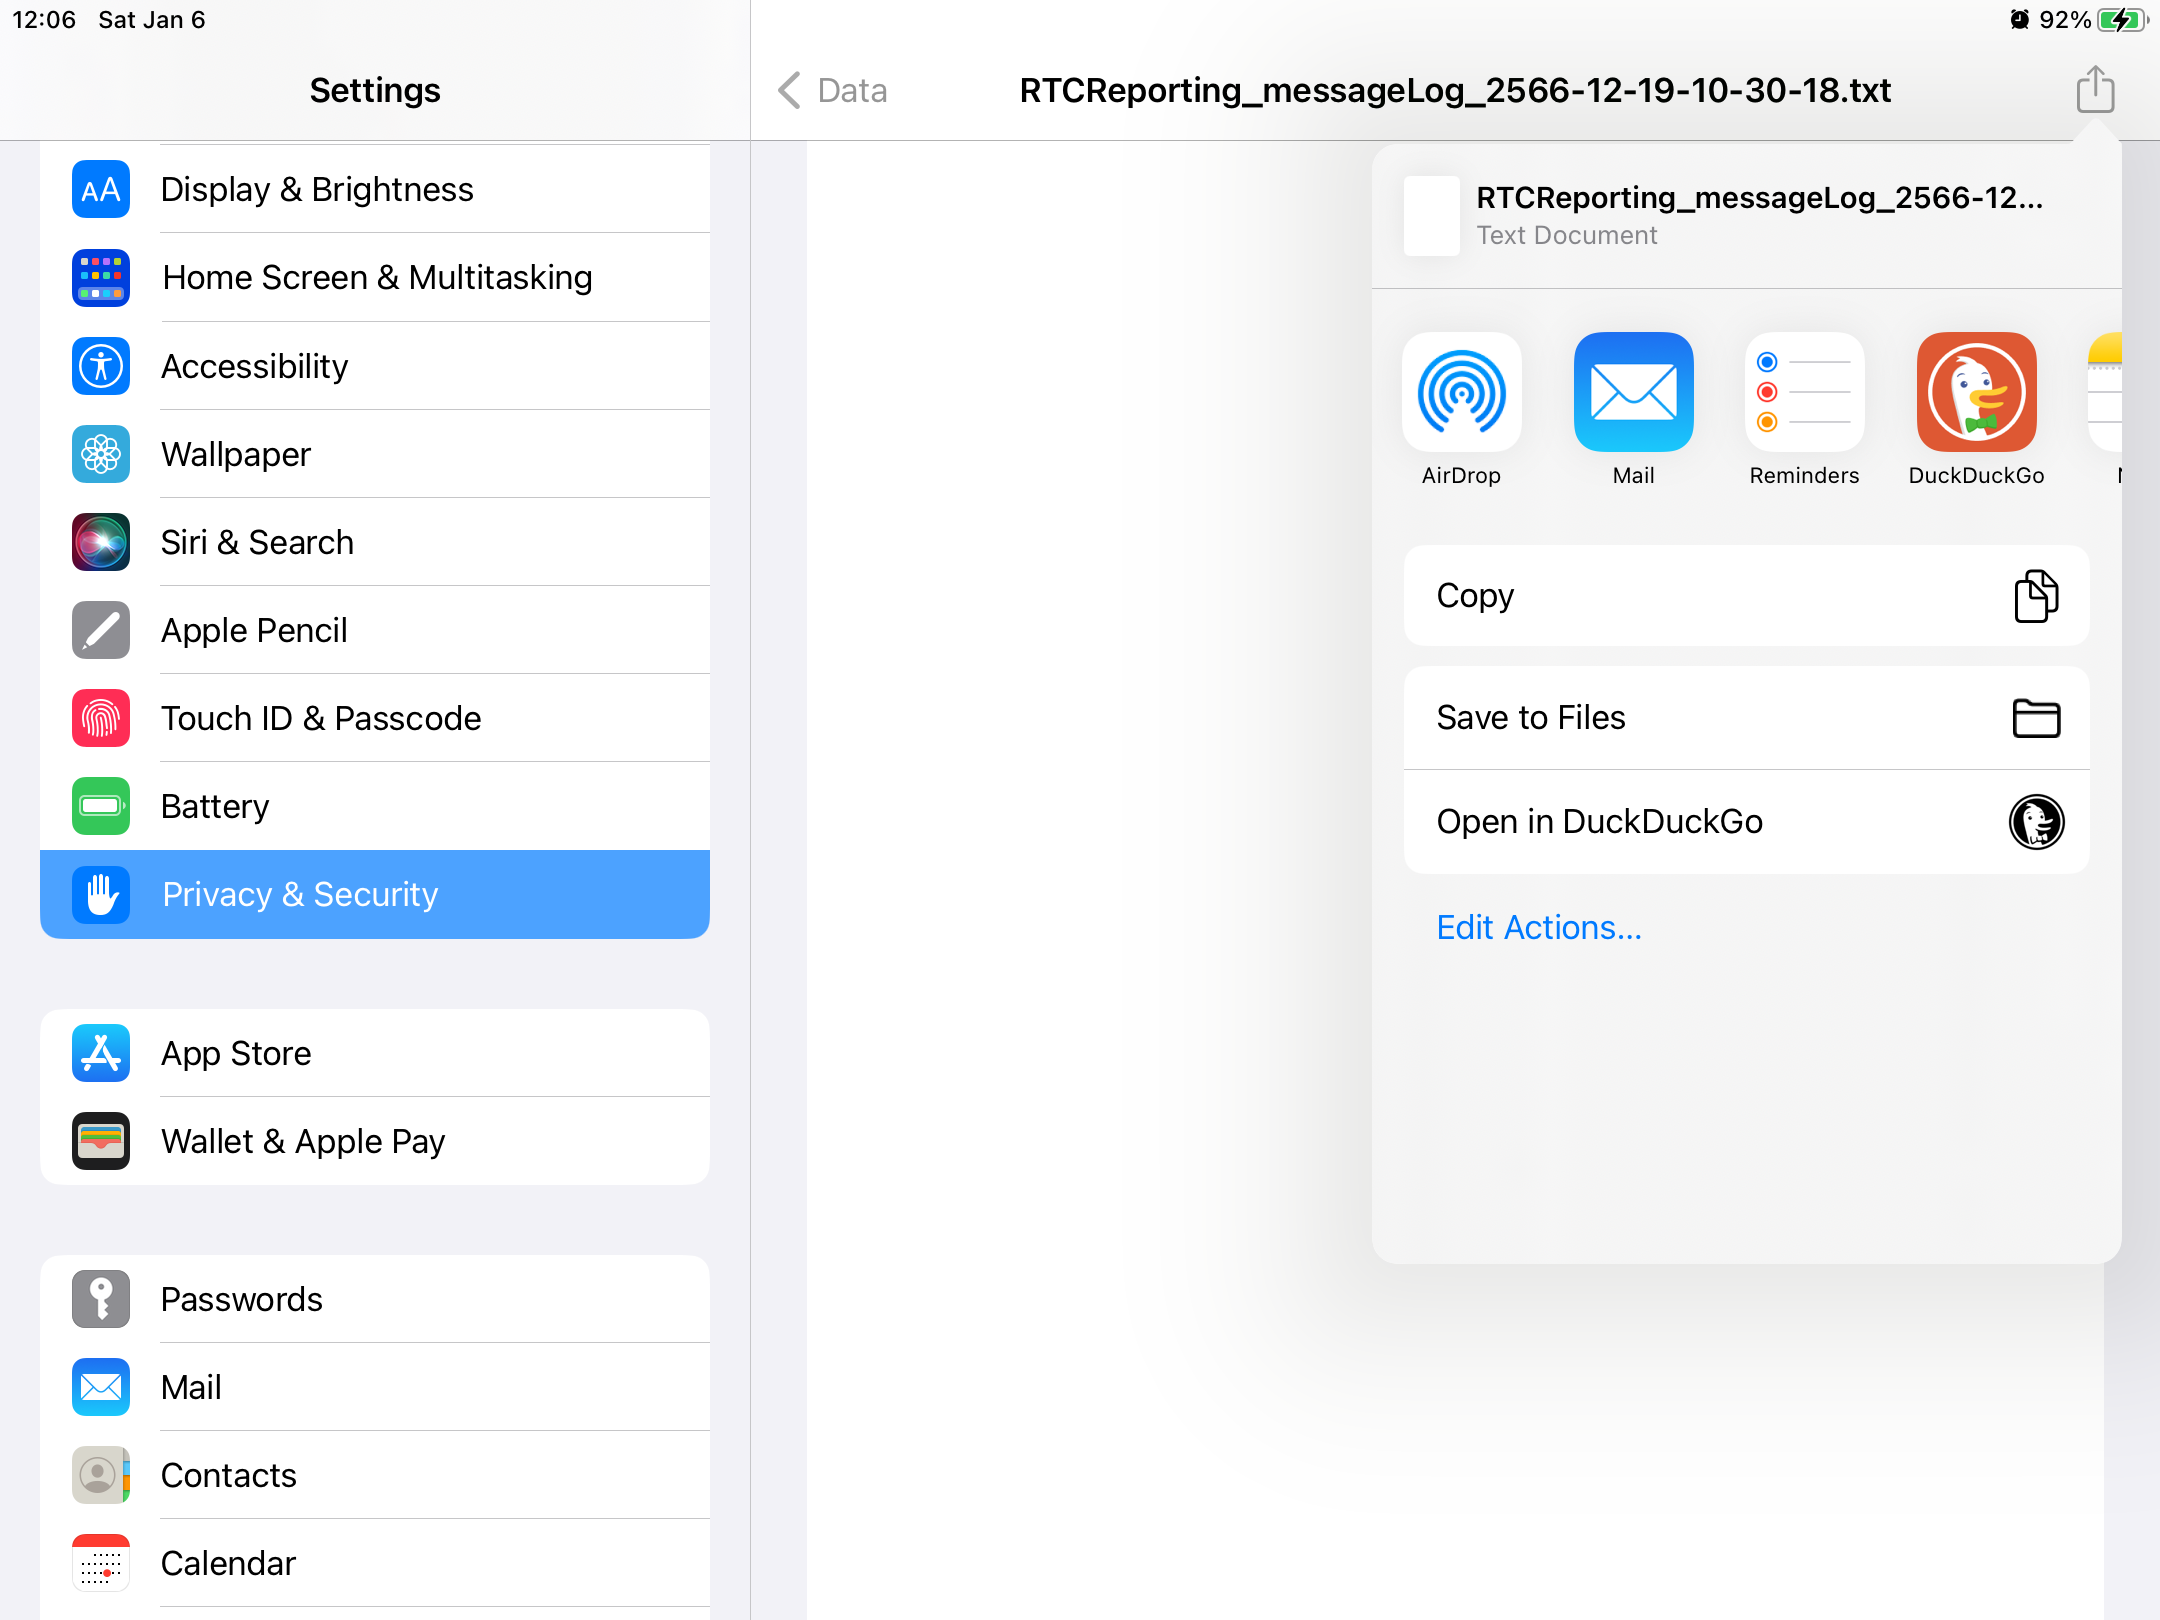 12:06 Sat Jan 6
92%
Settings
Display & Brightness
Home Screen & Multitasking
AA
Accessibility
Wallpaper
Siri & Search
Apple Pencil
Touch ID & Passcode
Battery
Privacy & Security
App Store
Wallet & Apple Pay
Passwords
Mail
Contacts
Calendar
Data
RTCReporting_messageLog_2566-12-19-10-30-18.txt
RTCReporting_messageLog_2566-12...
Text Document
AirDrop
Mail
Reminders
DuckDuckGo
Copy
Save to Files
Open in DuckDuckGo
Edit Actions...